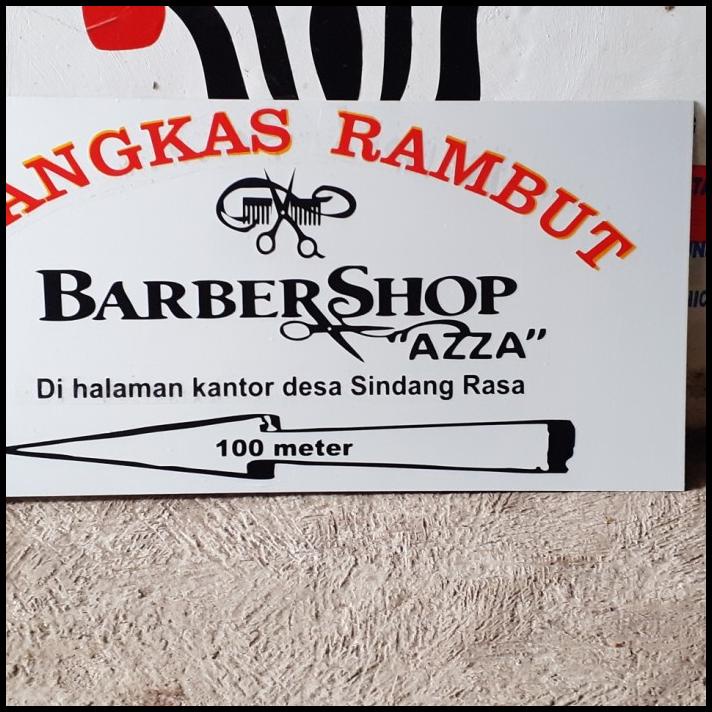 ANGKAS RAMBUT
BARBERSHOP
"AZZA"
Di halaman kantor desa Sindang Rasa
100 meter